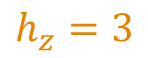 h_z = 3